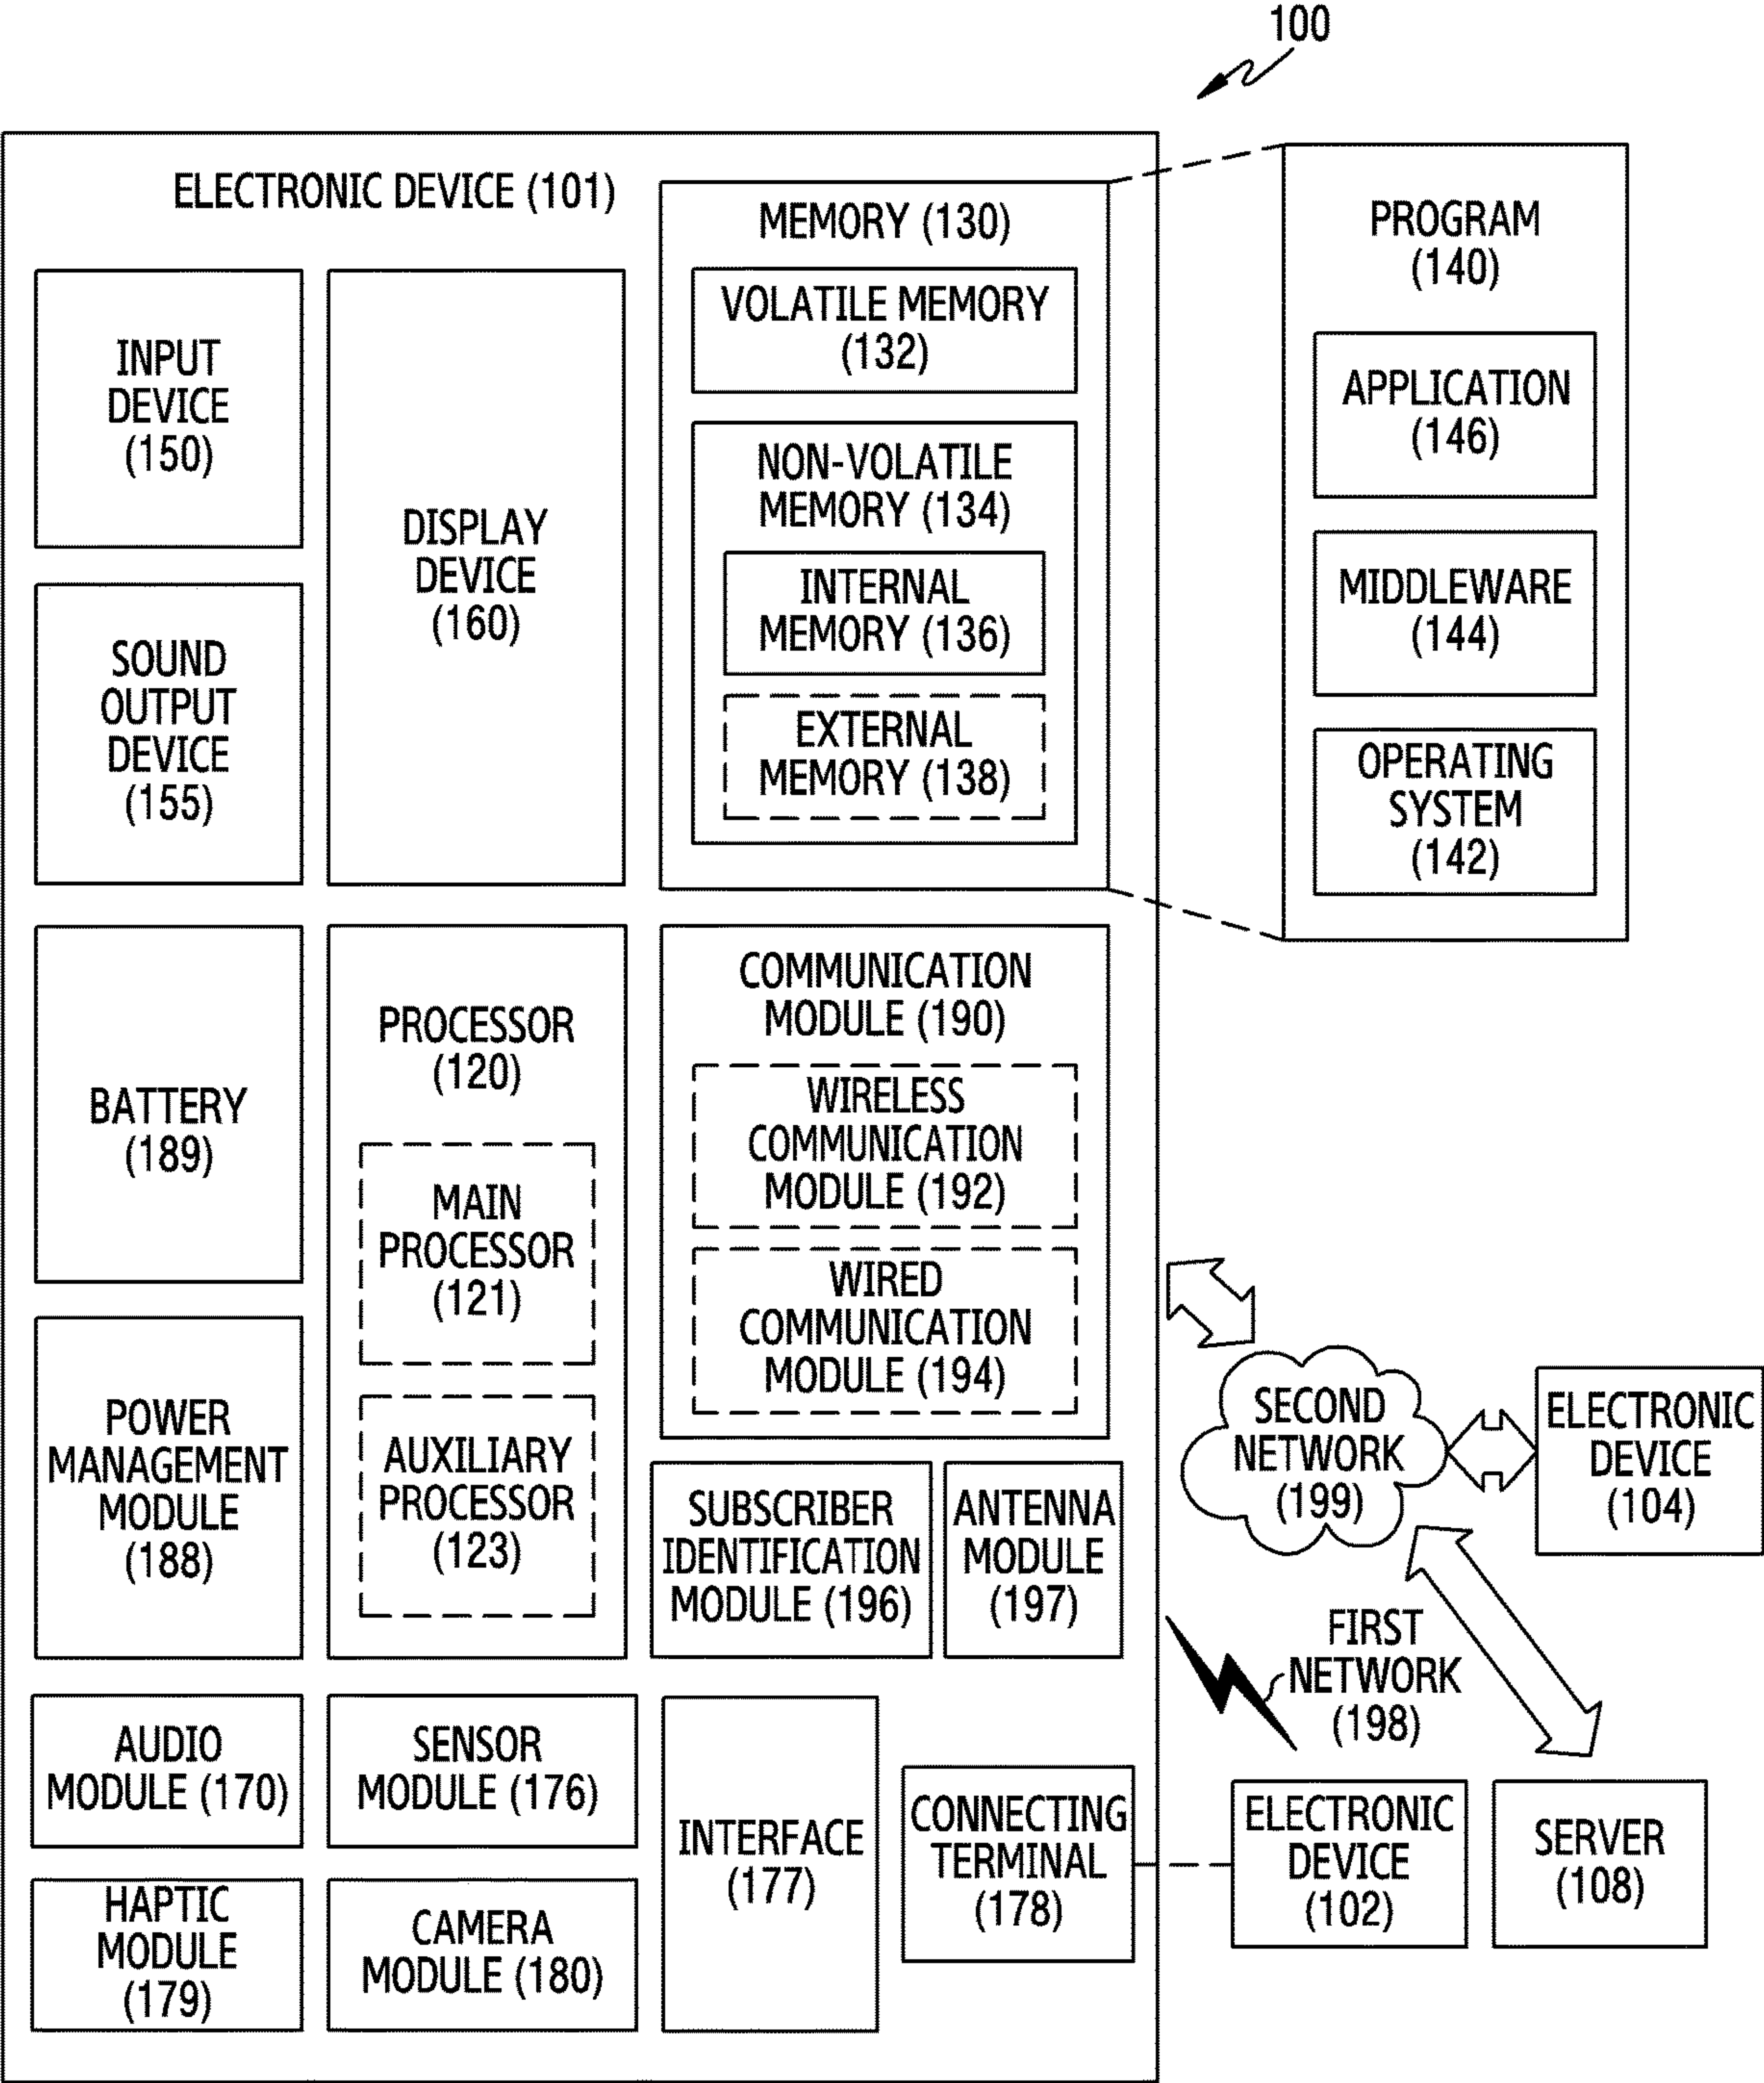 100
ELECTRONIC DEVICE (101)
INPUT
DEVICE
(150)
SOUND
OUTPUT
DEVICE
(155)
DISPLAY
DEVICE
(160)
MEMORY (130)
VOLATILE MEMORY
(132)
NON-VOLATILE
MEMORY (134)
INTERNAL
MEMORY (136)
EXTERNAL
MEMORY (138)
PROGRAM
(140)
APPLICATION
(146)
MIDDLEWARE
(144)
OPERATING
SYSTEM
(142)
BATTERY
(189)
POWER
MANAGEMENT
MODULE
(188)
PROCESSOR
(120)
MAIN
PROCESSOR
(121)
AUXILIARY
PROCESSOR
(123)
COMMUNICATION
MODULE (190)
WIRELESS
COMMUNICATION
MODULE (192)
WIRED
COMMUNICATION
MODULE (194)
SUBSCRIBER
IDENTIFICATION
MODULE (196)
ANTENNA
MODULE
(197)
SECOND
NETWORK
(199)
ELECTRONIC
DEVICE
(104)
FIRST
NETWORK
(198)
AUDIO
MODULE (170)
SENSOR
MODULE (176)
HAPTIC
MODULE
(179)
CAMERA
MODULE (180)
INTERFACE
(177)
CONNECTING
TERMINAL
(178)
ELECTRONIC
DEVICE
(102)
SERVER
(108)